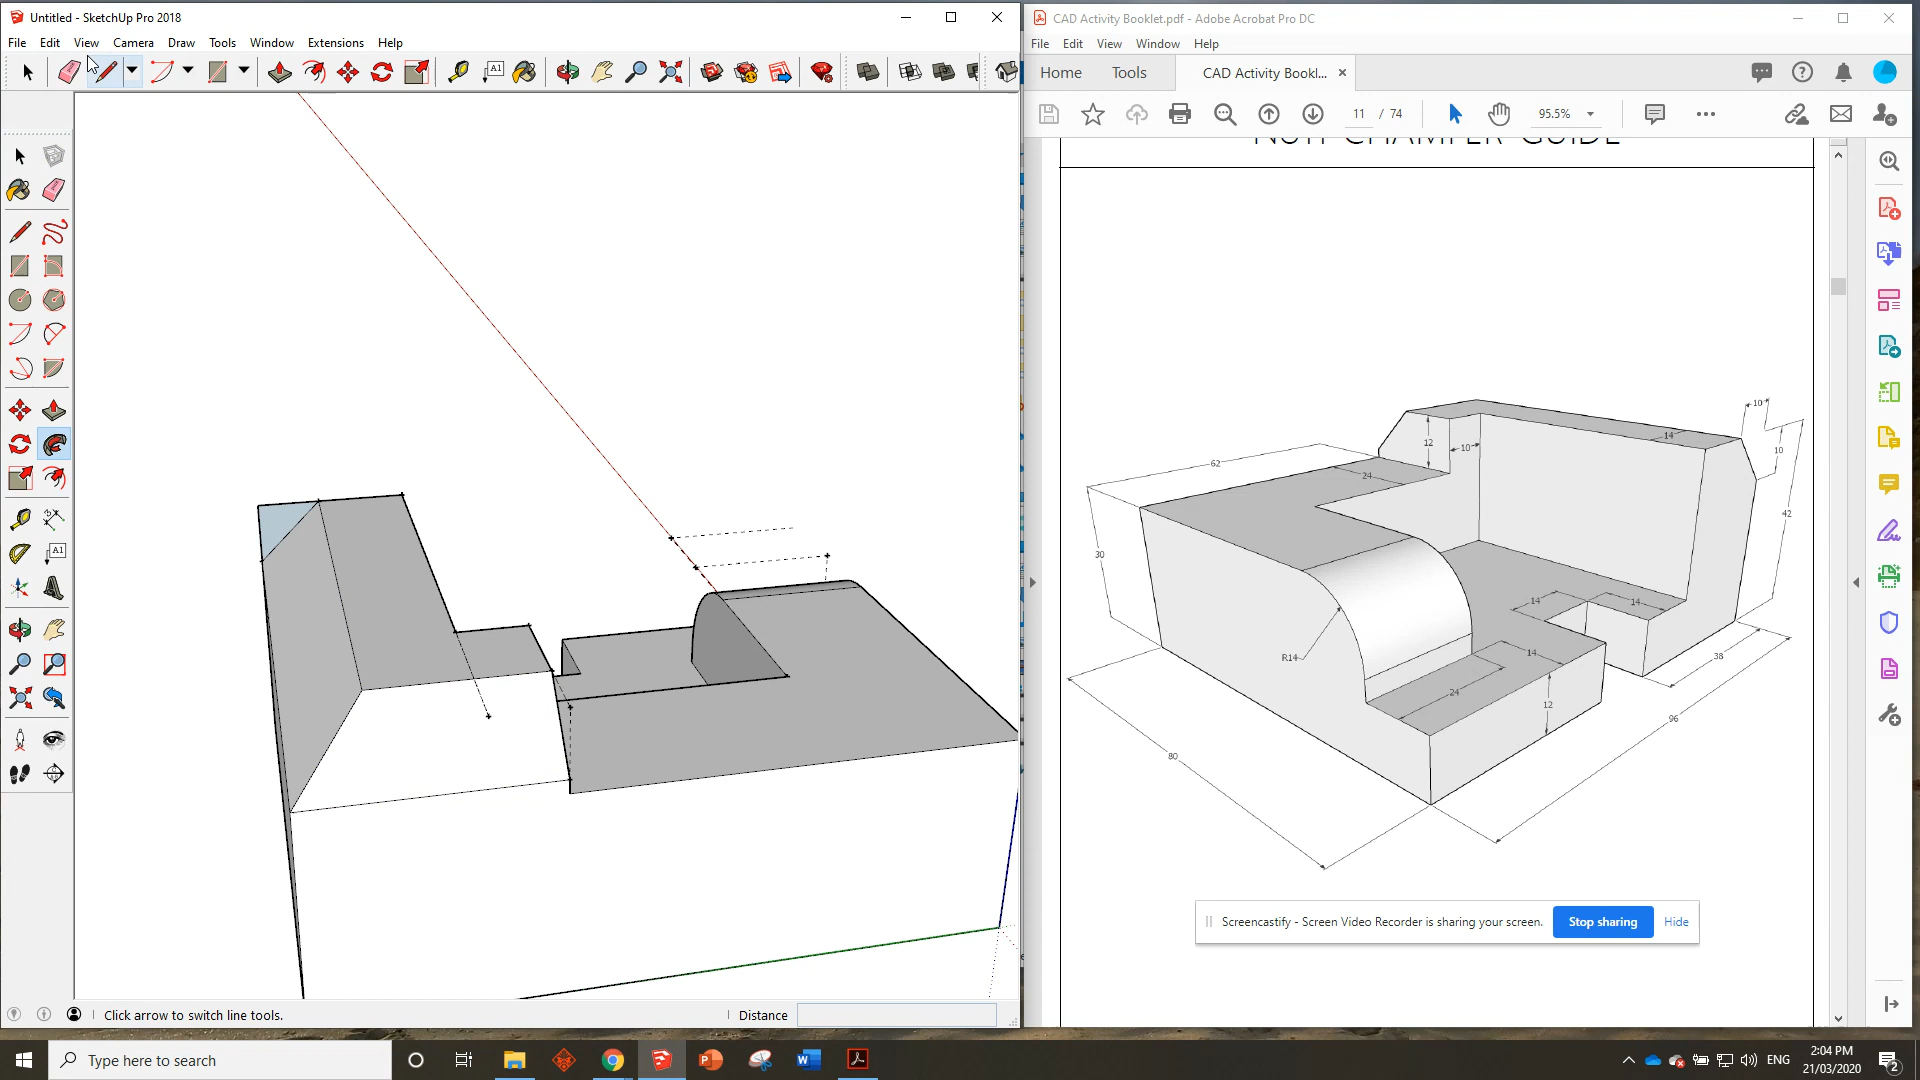 Untitled - SketchUp Pro 2018
File Edit View Camera Draw Tools Window Extensions Help
A1
A1
Click arrow to switch line tools.
Distance
CAD Activity Booklet.pdf - Adobe Acrobat Pro DC
File Edit View Window Help
Home Tools CAD Activity Bookl...
11 / 74
95.5%
10
12
10
14
10
62
24
42
30
14
14
R14
14
38
24
12
96
80
Screencastify - Screen Video Recorder is sharing your screen. Stop sharing Hide
Type here to search
ENG
2:04 PM
21/03/2020
2